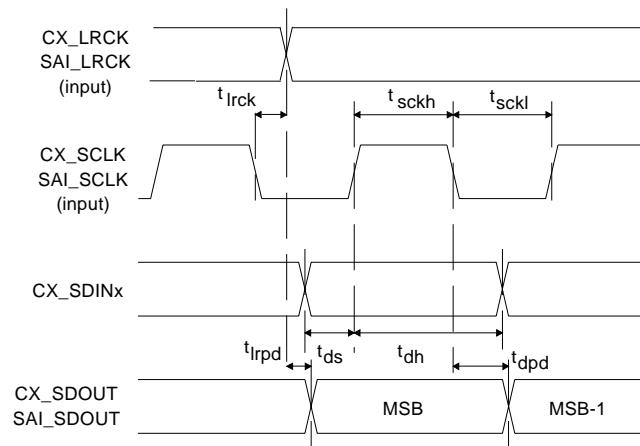 CX_LRCK
SAI_LRCK
(input)
t lrck
t sckh
t sckl
CX_SCLK
SAI_SCLK
(input)
CX_SDINx
t lrpd
t ds
t dh
t dpd
CX_SDOUT
SAI_SDOUT
MSB
MSB-1